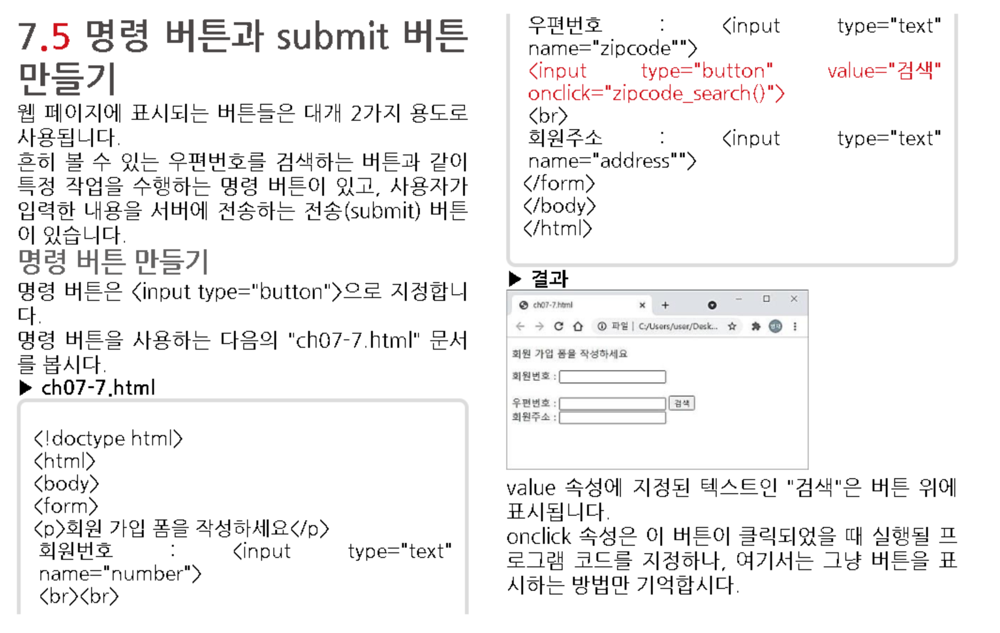 7.5 명령 버튼과 submit 버튼
만들기
웹 페이지에 표시되는 버튼들은 대개 2가지 용도로
사용됩니다.
흔히 볼 수 있는 우편번호를 검색하는 버튼과 같이
특정 작업을 수행하는 명령 버튼이 있고, 사용자가
입력한 내용을 서버에 전송하는 전송(submit) 버튼
이 있습니다.
명령 버튼 만들기
명령 버튼은 <input type="button">으로 지정합니
다.
명령 버튼을 사용하는 다음의 "ch07-7.html" 문서
를 봅시다.
▶ ch07-7.html
<!doctype html>
<html>
<body>
<form>
<p>회원 가입 폼을 작성하세요</p>
회원번호 : <input type="text"
name="number">
<br><br>
우편번호 : <input type="text"
name="zipcode"">
<input type="button" value="검색"
onclick="zipcode_search()">
<br>
회원주소 : <input type="text"
name="address"">
</form>
</body>
</html>
▶ 결과
ch07-7.html
파일 | C:/Users/user/Desk...
회원 가입 폼을 작성하세요
회원번호 :
우편번호 : 검색
회원주소 :
value 속성에 지정된 텍스트인 "검색"은 버튼 위에
표시됩니다.
onclick 속성은 이 버튼이 클릭되었을 때 실행될 프
로그램 코드를 지정하나, 여기서는 그냥 버튼을 표
시하는 방법만 기억합시다.